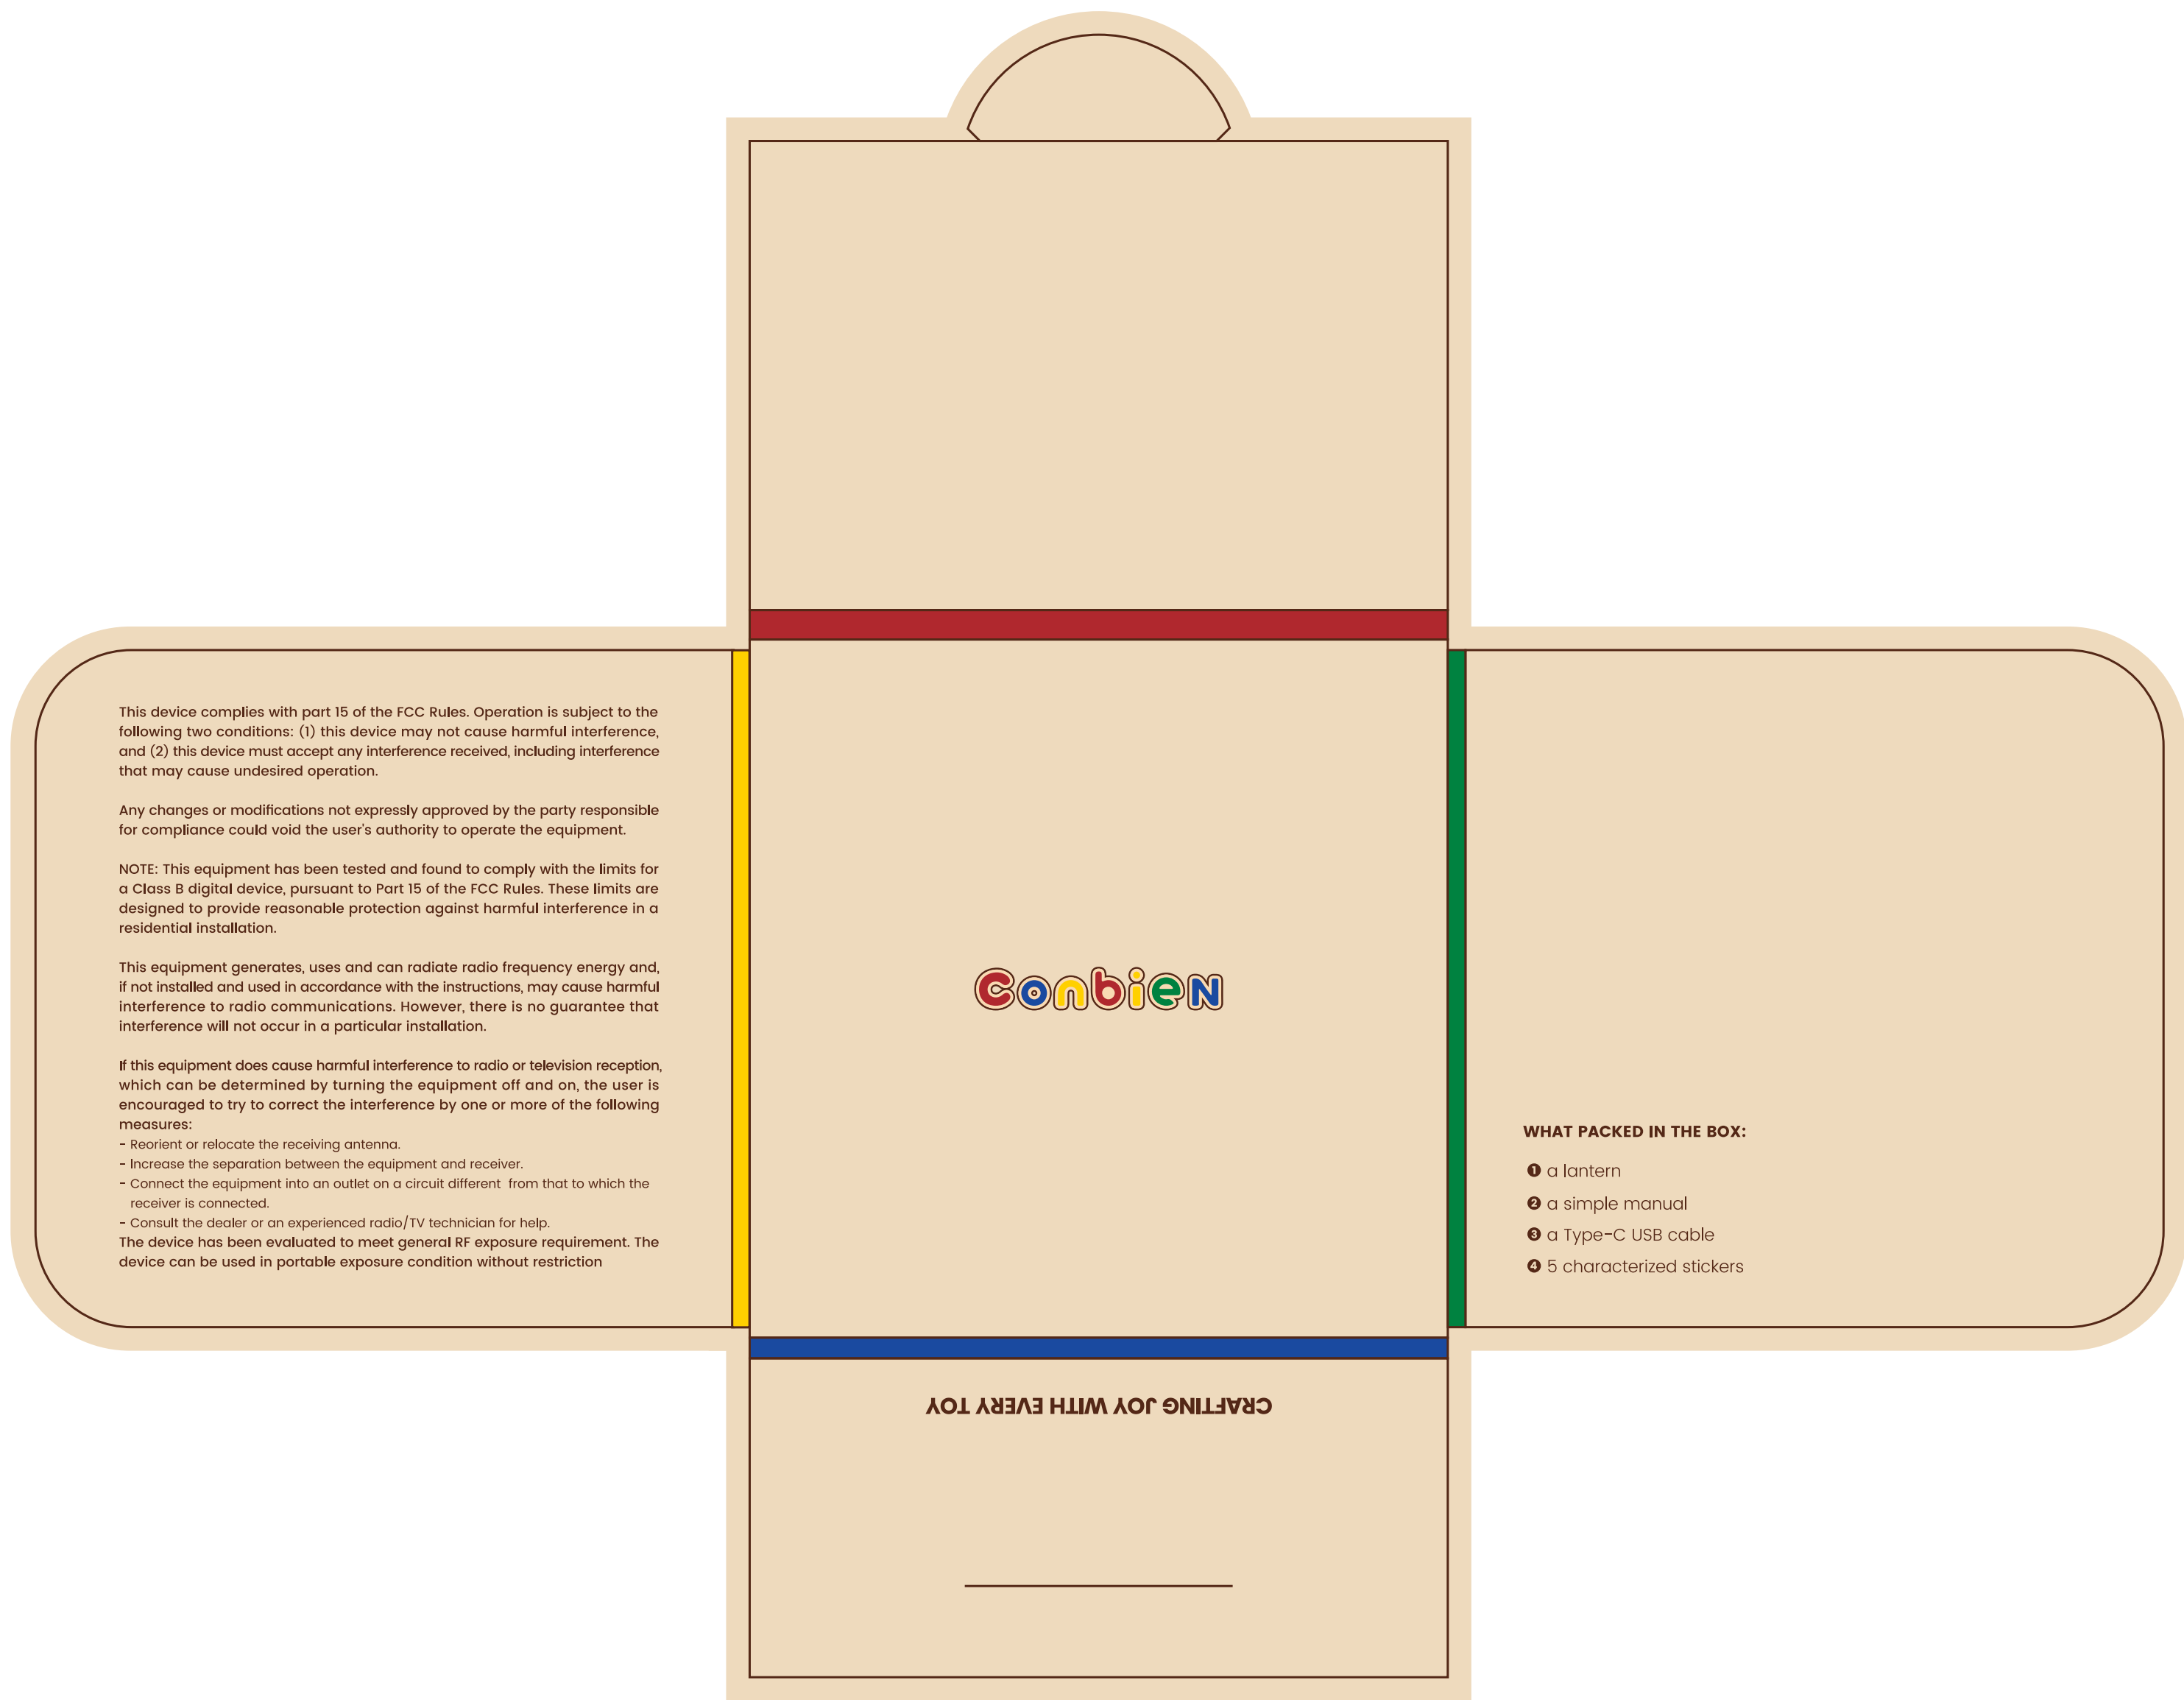 This device complies with part 15 of the FCC Rules. Operation is subject to the
following two conditions: (1) this device may not cause harmful interference,
and (2) this device must accept any interference received, including interference
that may cause undesired operation.
Any changes or modifications not expressly approved by the party responsible
for compliance could void the user's authority to operate the equipment.
NOTE: This equipment has been tested and found to comply with the limits for
a Class B digital device, pursuant to Part 15 of the FCC Rules. These limits are
designed to provide reasonable protection against harmful interference in a
residential installation.
This equipment generates, uses and can radiate radio frequency energy and,
if not installed and used in accordance with the instructions, may cause harmful
interference to radio communications. However, there is no guarantee that
interference will not occur in a particular installation.
If this equipment does cause harmful interference to radio or television reception,
which can be determined by turning the equipment off and on, the user is
encouraged to try to correct the interference by one or more of the following
measures:
- Reorient or relocate the receiving antenna.
- Increase the separation between the equipment and receiver.
- Connect the equipment into an outlet on a circuit different from that to which the
receiver is connected.
- Consult the dealer or an experienced radio/TV technician for help.
The device has been evaluated to meet general RF exposure requirement. The
device can be used in portable exposure condition without restriction
ConbieN
WHAT PACKED IN THE BOX:
❶ a lantern
❷ a simple manual
❸ a Type-C USB cable
❹ 5 characterized stickers
CRAFTING JOY WITH EVERY TOY